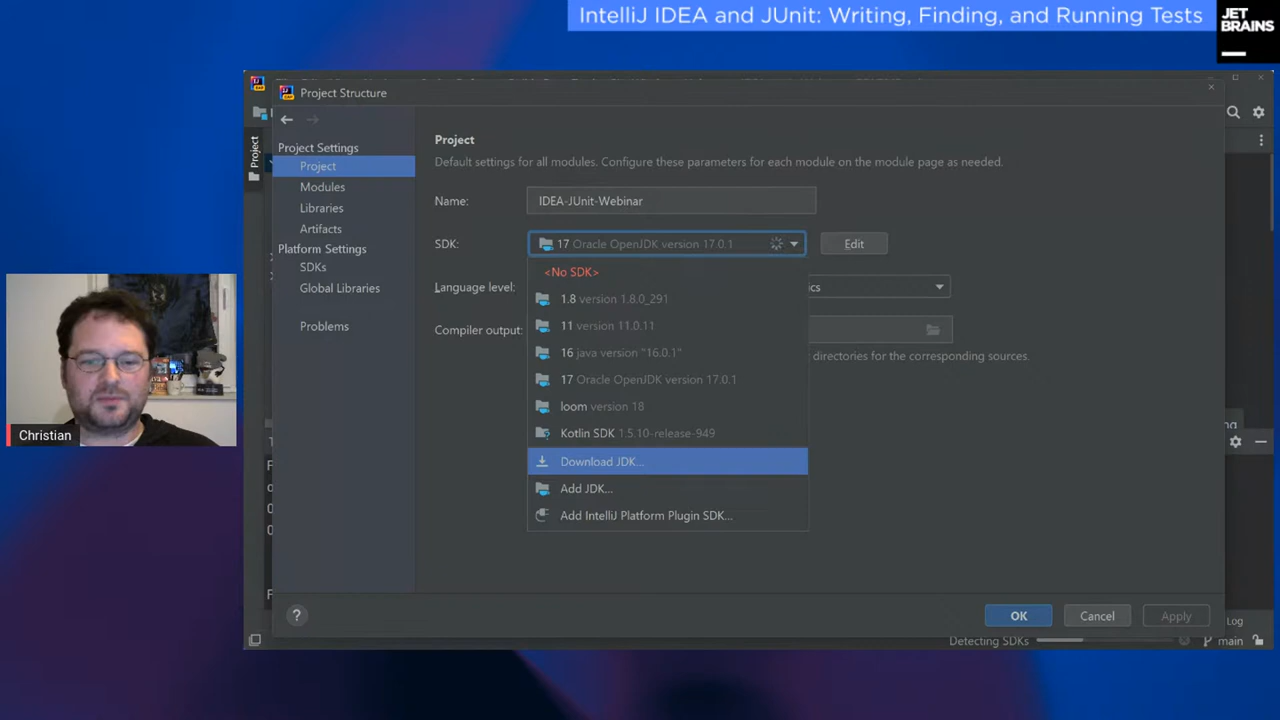 IntelliJ IDEA and JUnit: Writing, Finding, and Running Tests
JET
BRAINS
Project Structure
Project
Project Settings
Project
Modules
Libraries
Artifacts
Platform Settings
SDKs
Global Libraries
Problems
Project
Default settings for all modules. Configure these parameters for each module on the module page as needed.
Name:
IDEA-JUnit-Webinar
SDK:
17 Oracle OpenJDK version 17.0.1
Edit
<No SDK>
1.8 version 1.8.0_291
11 version 11.0.11
16 java version "16.0.1"
17 Oracle OpenJDK version 17.0.1
loom version 18
Kotlin SDK 1.5.10-release-949
Download JDK...
Add JDK...
Add IntelliJ Platform Plugin SDK...
Language level:
ics
Compiler output:
directories for the corresponding sources.
?
OK
Cancel
Apply
Log
Detecting SDKs
main
Christian